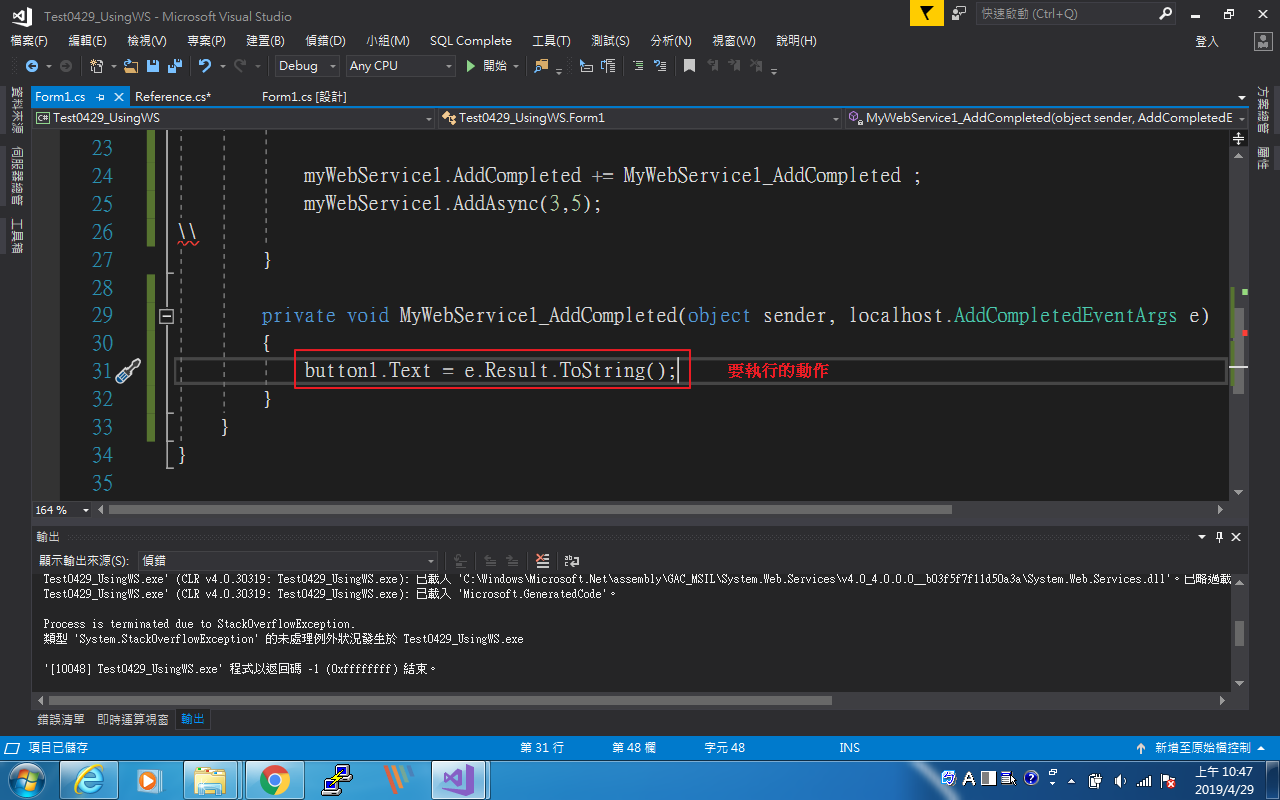 Test0429_UsingWS - Microsoft Visual Studio
快速啟動 (Ctrl+Q)
檔案(F) 編輯(E) 檢視(V) 專案(P) 建置(B) 偵錯(D) 小組(M) SQL Complete 工具(T) 測試(S) 分析(N) 視窗(W) 說明(H)
登入
Debug Any CPU 開始
資料來源
伺服器總管
工具箱
Form1.cs Reference.cs* Form1.cs [設計]
Test0429_UsingWS Test0429_UsingWS.Form1 MyWebService1_AddCompleted(object sender, AddCompletedE
方案總管
屬性
23
24 myWebService1.AddCompleted += MyWebService1_AddCompleted ;
25 myWebService1.AddAsync(3,5);
26 \\
27 }
28
29 private void MyWebService1_AddCompleted(object sender, localhost.AddCompletedEventArgs e)
30 {
31 button1.Text = e.Result.ToString(); 要執行的動作
32 }
33 }
34 }
35
164 %
輸出
顯示輸出來源(S): 偵錯
Test0429_UsingWS.exe' (CLR v4.0.30319: Test0429_UsingWS.exe): 已載入 'C:\Windows\Microsoft.Net\assembly\GAC_MSIL\System.Web.Services\v4.0_4.0.0.0__b03f5f7f11d50a3a\System.Web.Services.dll'。已略過載
Test0429_UsingWS.exe' (CLR v4.0.30319: Test0429_UsingWS.exe): 已載入 'Microsoft.GeneratedCode'。
Process is terminated due to StackOverflowException.
類型 'System.StackOverflowException' 的未處理例外狀況發生於 Test0429_UsingWS.exe
'[10048] Test0429_UsingWS.exe' 程式以返回碼 -1 (0xffffffff) 結束。
錯誤清單 即時運算視窗 輸出
項目已儲存 第 31 行 第 48 欄 字元 48 INS 新增至原始檔控制
上午 10:47
2019/4/29